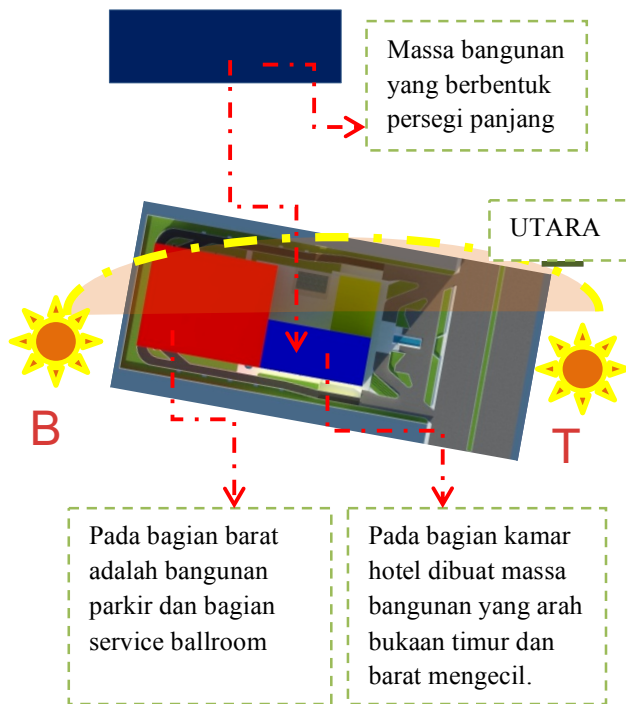 Massa bangunan
yang berbentuk
persegi panjang
UTARA
B
T
Pada bagian barat
adalah bangunan
parkir dan bagian
service ballroom
Pada bagian kamar
hotel dibuat massa
bangunan yang arah
bukaan timur dan
barat mengecil.